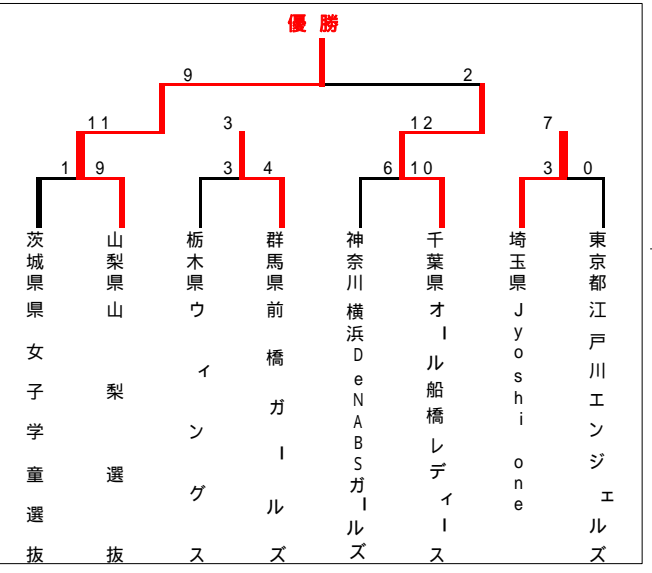 優勝
9 2
11 3 12 7
1 9 3 4 6 10 3 0
茨城県 県女子学童選抜
山梨県 山梨選抜
栃木県 ウィングス
群馬県 前橋ガールズ
神奈川 横浜DeNABSガールズ
千葉県 オール船橋レディース
埼玉県 Jyoshi one
東京都 江戸川エンジェルズ